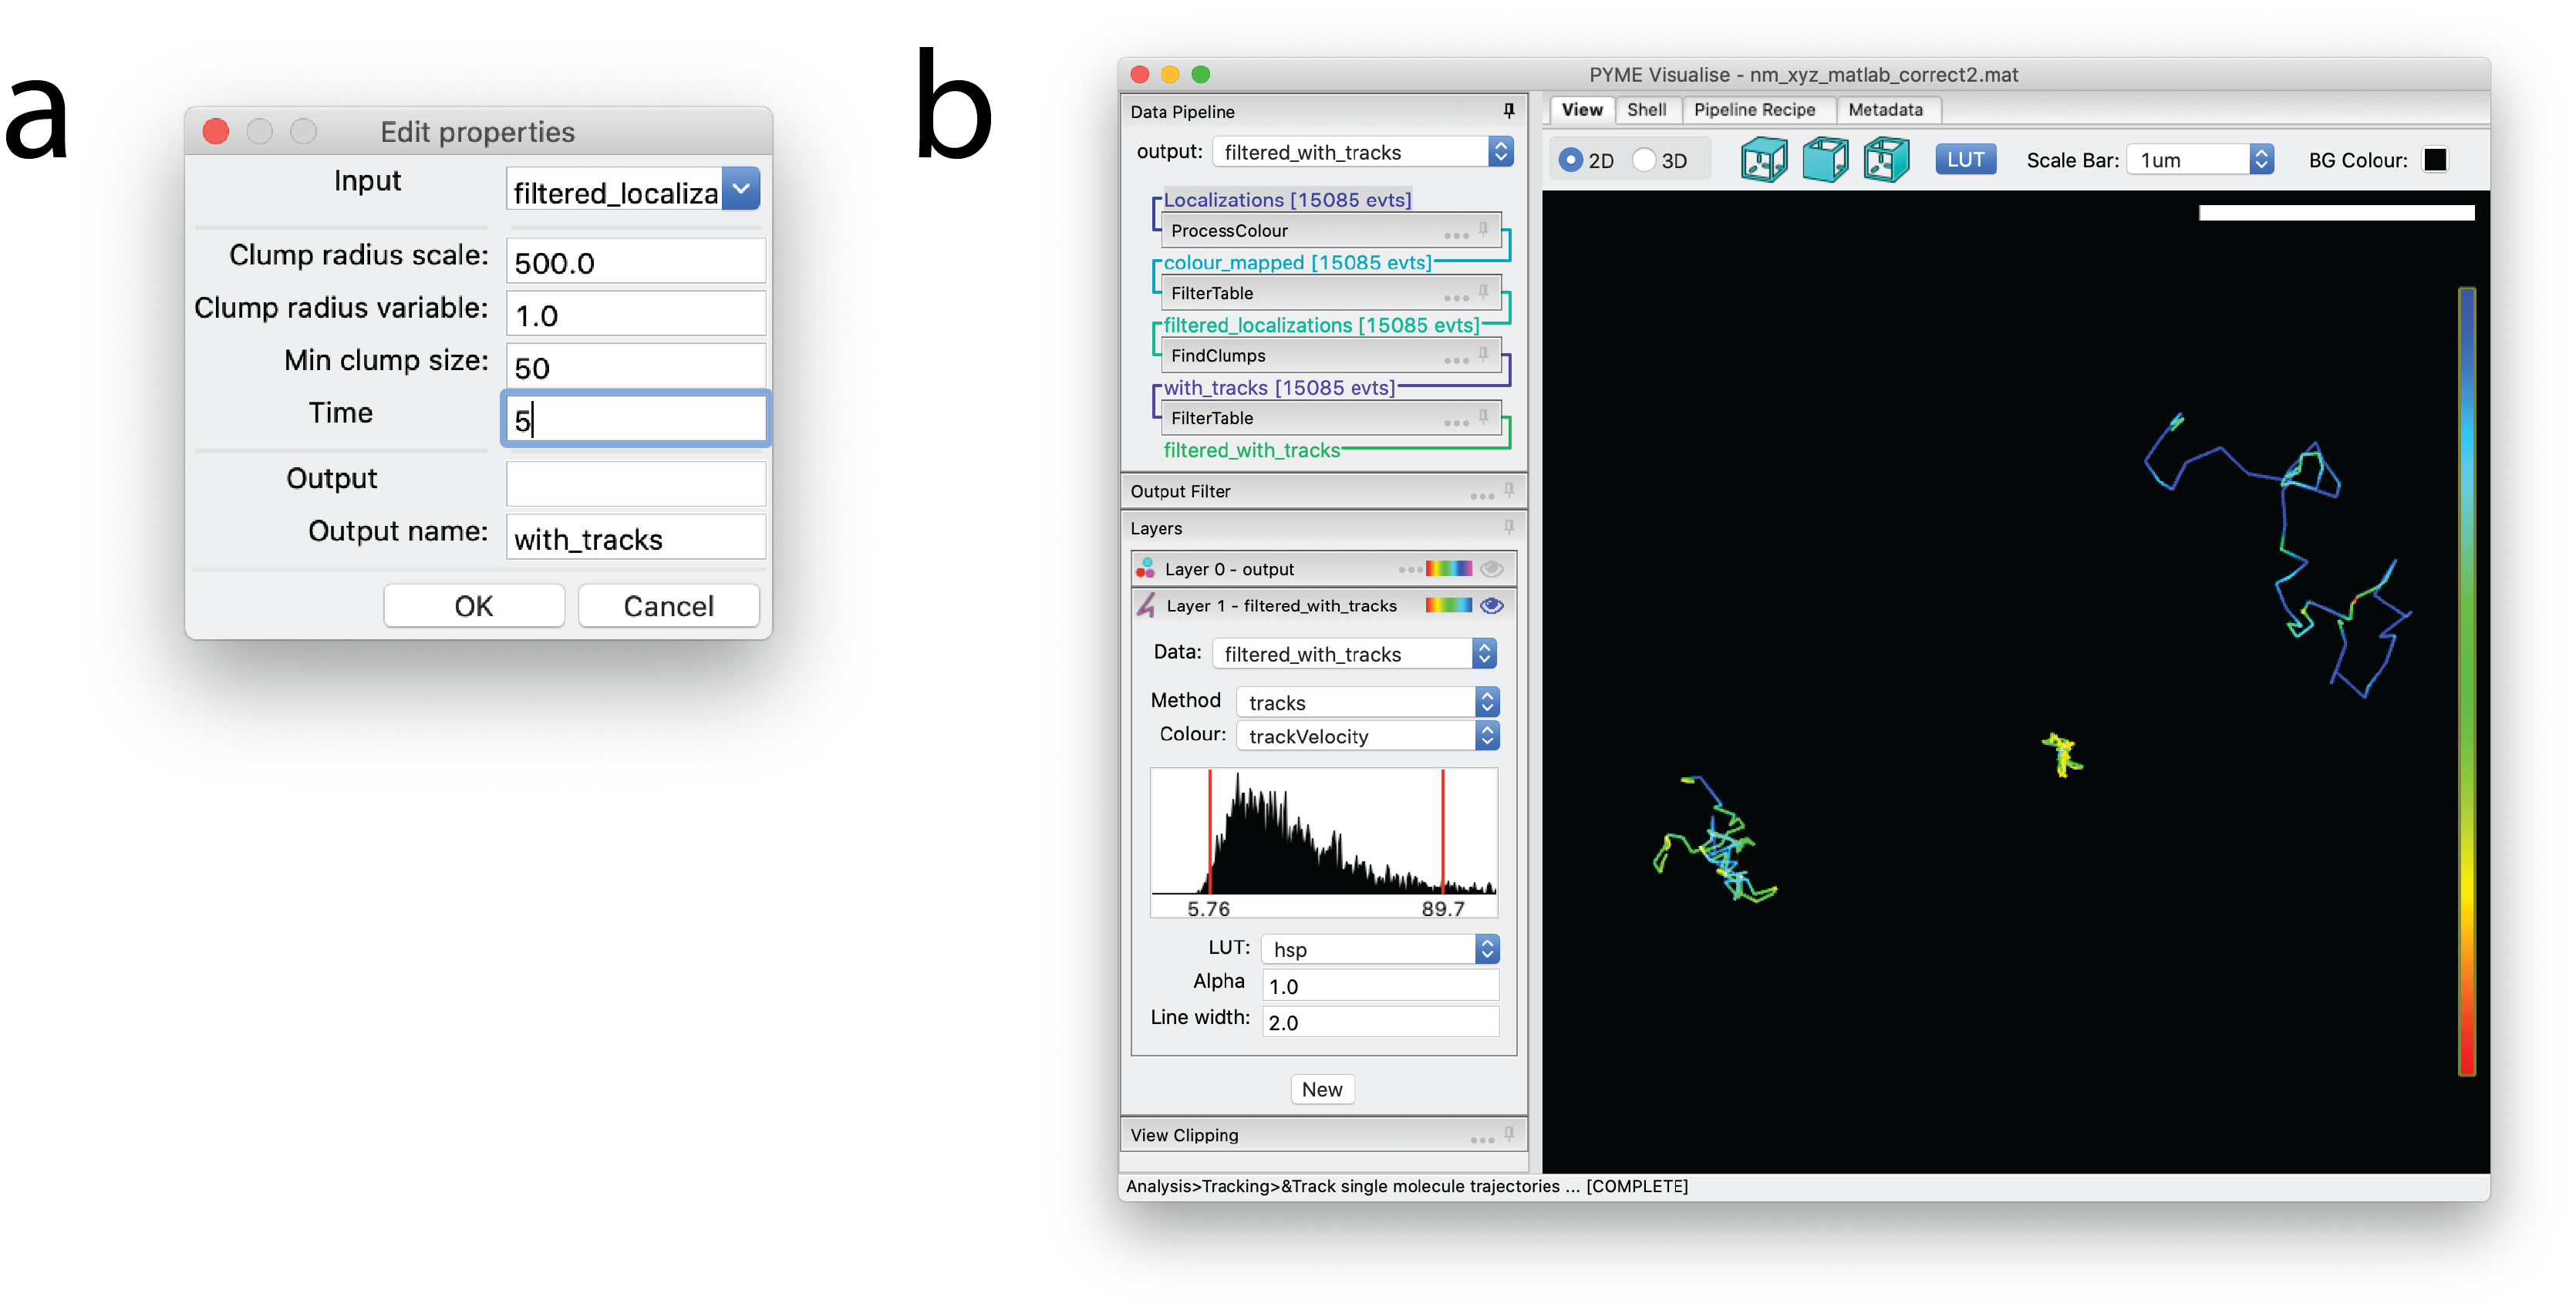 a
Edit properties
Input
filtered_localiza
Clump radius scale:
500.0
Clump radius variable:
1.0
Min clump size:
50
Time
5
Output
Output name:
with_tracks
OK
Cancel
b
PYME Visualise - nm_xyz_matlab_correct2.mat
Data Pipeline
output:
filtered_with_tracks
Localizations [15085 evts]
ProcessColour
...
colour_mapped [15085 evts]
FilterTable
...
filtered_localizations [15085 evts]
FindClumps
...
with_tracks [15085 evts]
FilterTable
...
filtered_with_tracks
Output Filter
...
Layers
Layer 0 - output
...
Layer 1 - filtered_with_tracks
Data:
filtered_with_tracks
Method
tracks
Colour:
trackVelocity
5.76
89.7
LUT:
hsp
Alpha
1.0
Line width:
2.0
New
View Clipping
...
View
Shell
Pipeline Recipe
Metadata
2D
3D
LUT
Scale Bar:
1um
BG Colour:
Analysis>Tracking>&Track single molecule trajectories ... [COMPLETE]